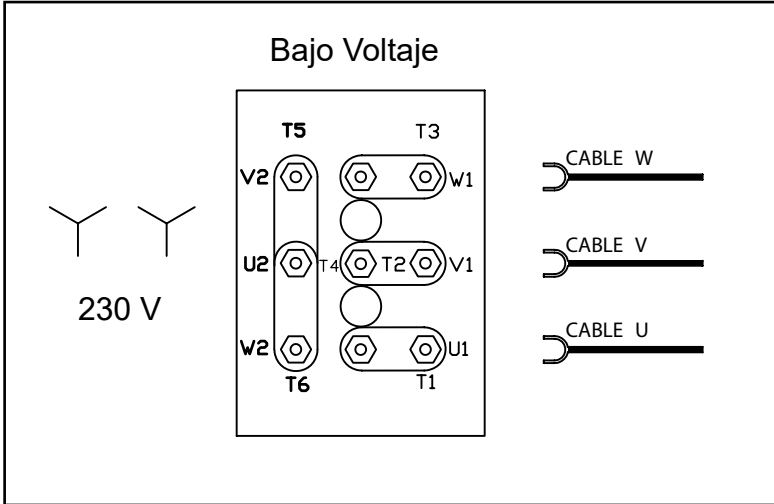 Bajo Voltaje
T5 T3
V2 W1 CABLE W
U2 T4 T2 V1 CABLE V
230 V
W2 U1 CABLE U
T6 T1